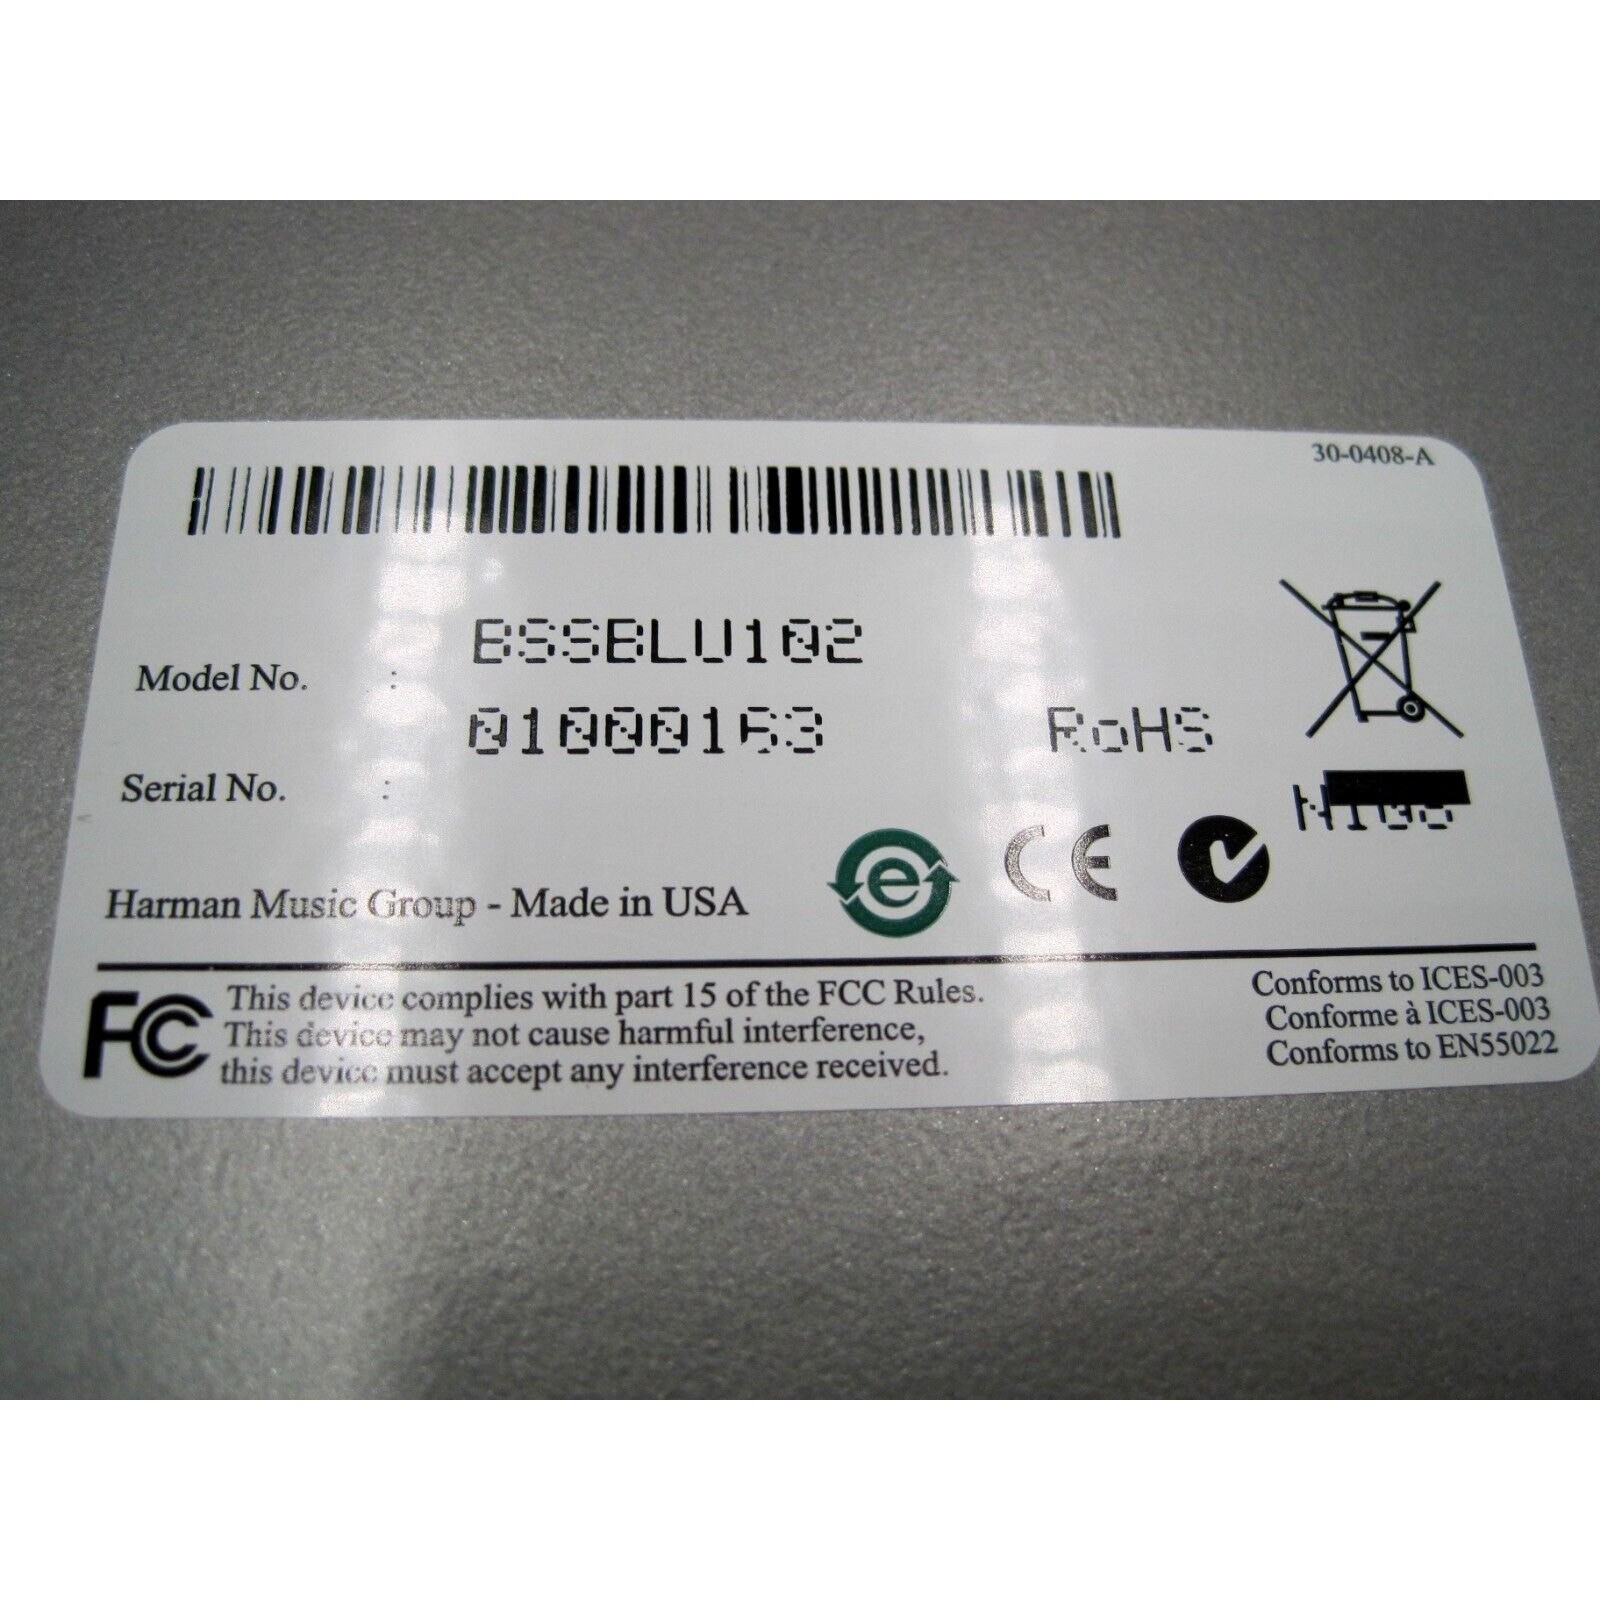 30-0408-A
Model No. : BSSBLU102
Serial No. : 01000163
RoHS
Harman Music Group - Made in USA
e
CE
FC This device complies with part 15 of the FCC Rules.
This device may not cause harmful interference,
this device must accept any interference received.
Conforms to ICES-003
Conforme à ICES-003
Conforms to EN55022